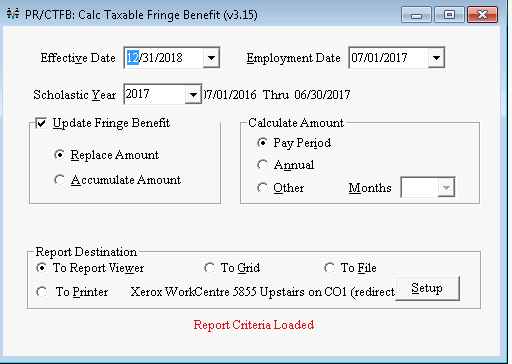 PR/CTFB: Calc Taxable Fringe Benefit (v3.15)
Effective Date 12/31/2018 Employment Date 07/01/2017
Scholastic Year 2017 07/01/2016 Thru 06/30/2017
Update Fringe Benefit
Replace Amount
Accumulate Amount
Calculate Amount
Pay Period
Annual
Other Months
Report Destination
To Report Viewer To Grid To File
To Printer Xerox WorkCentre 5855 Upstairs on CO1 (redirect Setup
Report Criteria Loaded